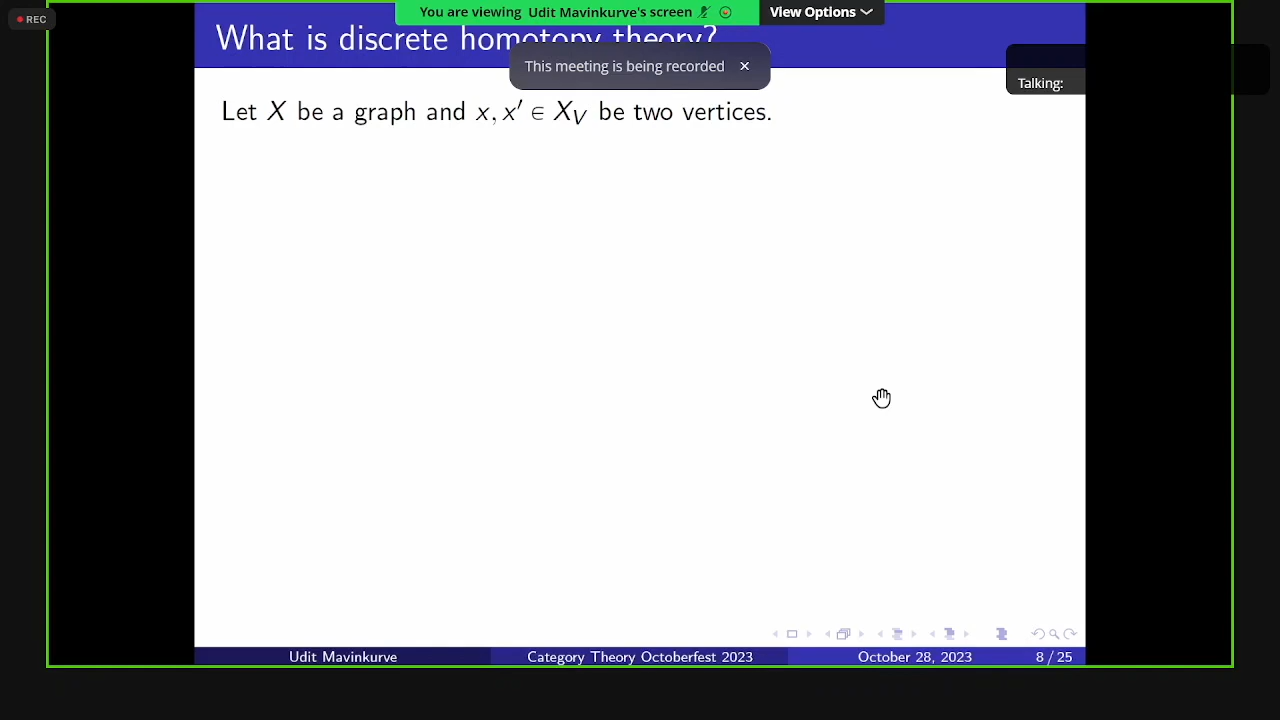 REC
You are viewing Udit Mavinkurve's screen
View Options
What is discrete homotopy theory?
This meeting is being recorded ×
Talking:
Let X be a graph and x, x′ ∈ X_V be two vertices.
Udit Mavinkurve
Category Theory Octoberfest 2023
October 28, 2023
8 / 25